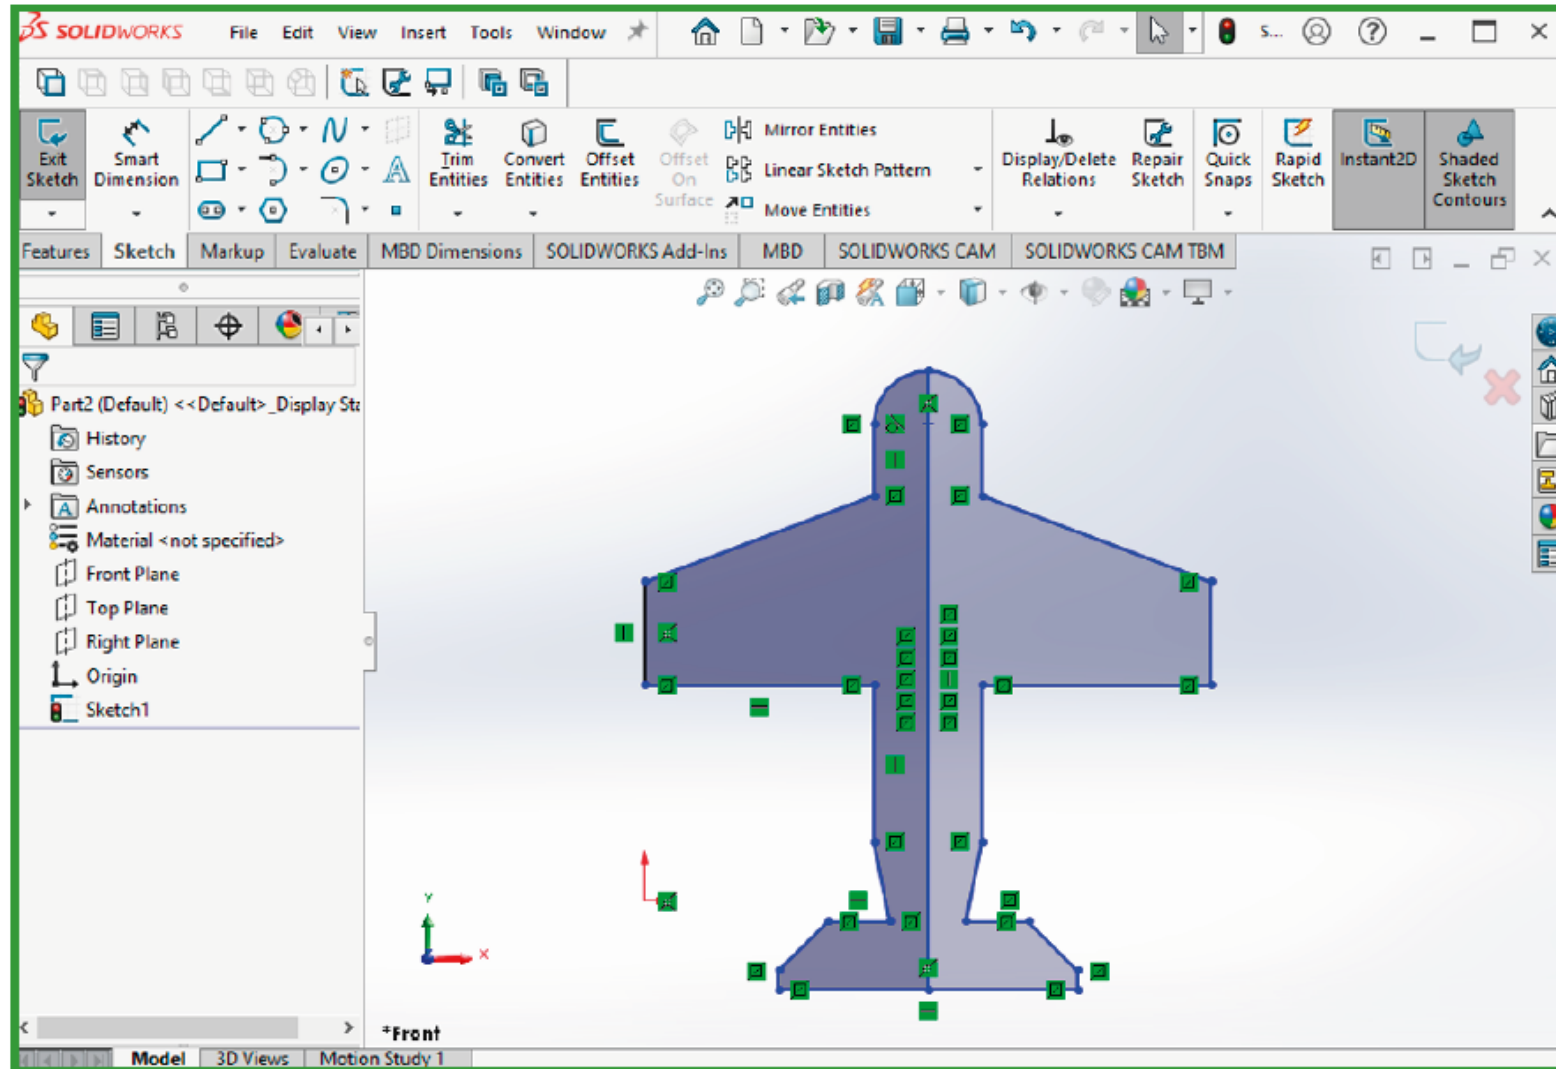 SOLIDWORKS File Edit View Insert Tools Window S...
Exit Sketch
Smart Dimension
Trim Entities
Convert Entities
Offset Entities
Offset On Surface
Mirror Entities
Linear Sketch Pattern
Move Entities
Display/Delete Relations
Repair Sketch
Quick Snaps
Rapid Sketch
Instant2D
Shaded Sketch Contours
Features Sketch Markup Evaluate MBD Dimensions SOLIDWORKS Add-Ins MBD SOLIDWORKS CAM SOLIDWORKS CAM TBM
Part2 (Default) <<Default>_Display Sta
History
Sensors
Annotations
Material <not specified>
Front Plane
Top Plane
Right Plane
Origin
Sketch1
Y
X
*Front
Model 3D Views Motion Study 1